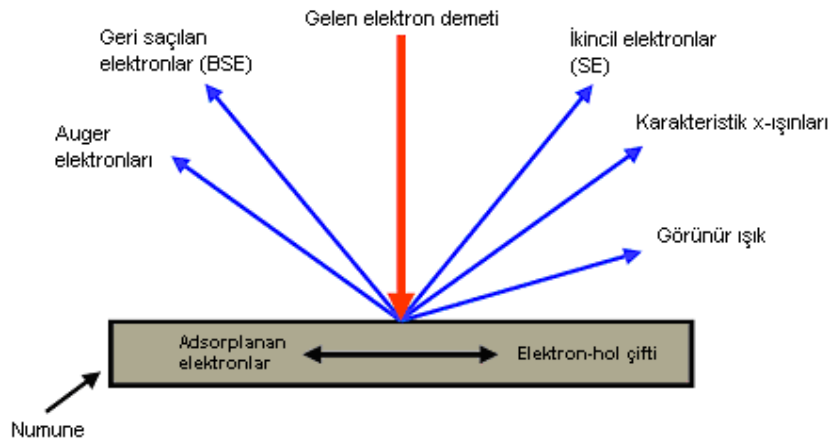 Gelen elektron demeti
Geri saçılan
elektronlar (BSE)
İkincil elektronlar
(SE)
Auger
elektronları
Karakteristik x-ışınları
Görünür ışık
Adsorplanan
elektronlar
Elektron-hol çifti
Numune